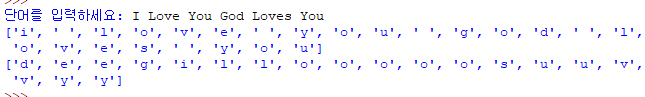 >>>
단어를 입력하세요: I Love You God Loves You
['i', ' ', 'l', 'o', 'v', 'e', ' ', 'y', 'o', 'u', ' ', 'g', 'o', 'd', ' ', 'l',
'o', 'v', 'e', 's', ' ', 'y', 'o', 'u']
['d', 'e', 'e', 'g', 'i', 'l', 'l', 'o', 'o', 'o', 'o', 'o', 's', 'u', 'u', 'v',
'v', 'y', 'y']
>>>